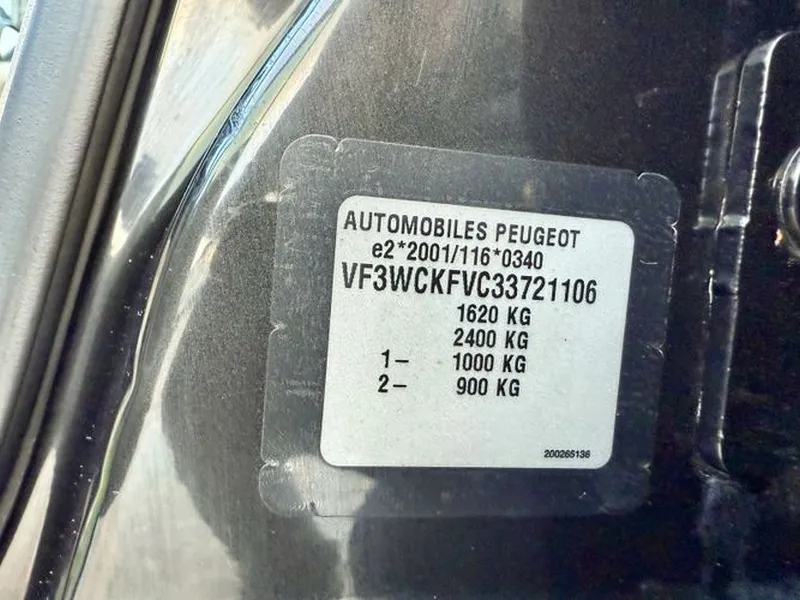 AUTOMOBILES PEUGEOT
e2*2001/116*0340
VF3WCKFVC33721106
1620 KG
2400 KG
1- 1000 KG
2- 900 KG
200265136